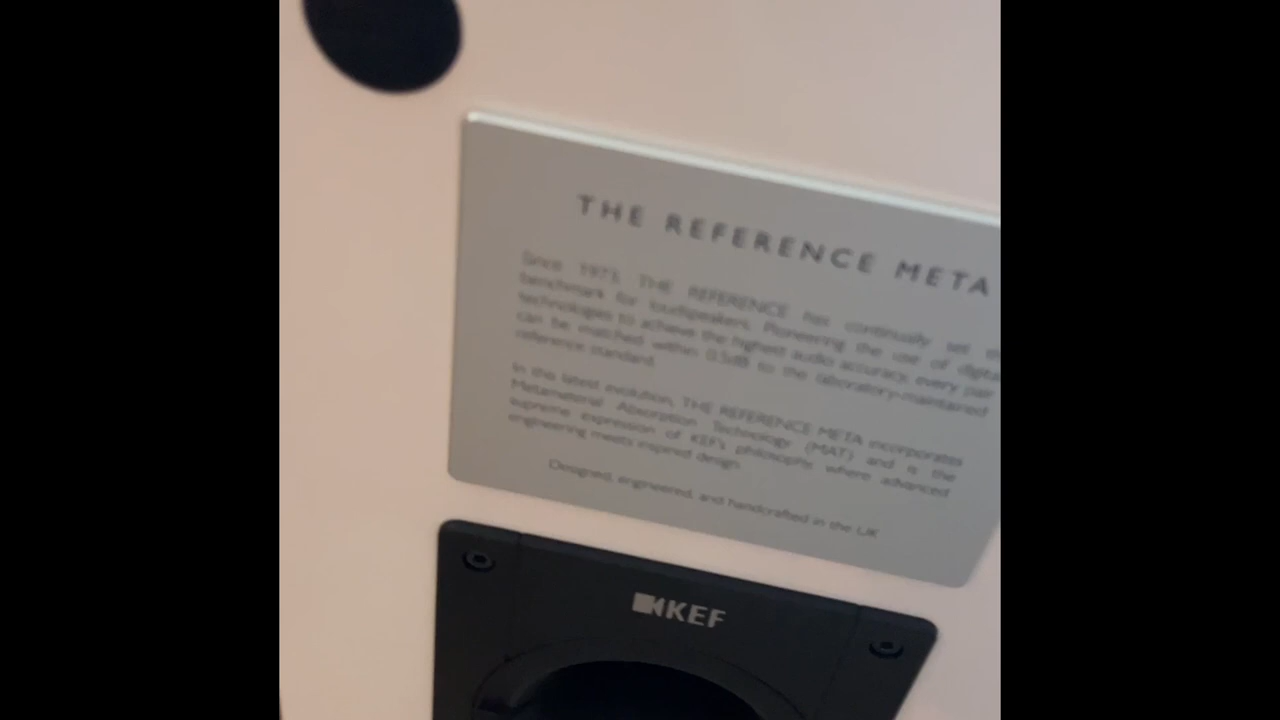 THE REFERENCE META
Since 1973, THE REFERENCE has continually set
benchmark for loudspeakers. Pioneering the use of digita
technologies to achieve the highest audio accuracy, every pair
can be matched within 0.5dB to the laboratory-maintained
reference standard.
In this latest evolution, THE REFERENCE META incorporates
Metamaterial Absorption Technology (MAT) and is the
supreme expression of KEF's philosophy where advanced
engineering meets inspired design.
Designed, engineered, and handcrafted in the UK
KEF